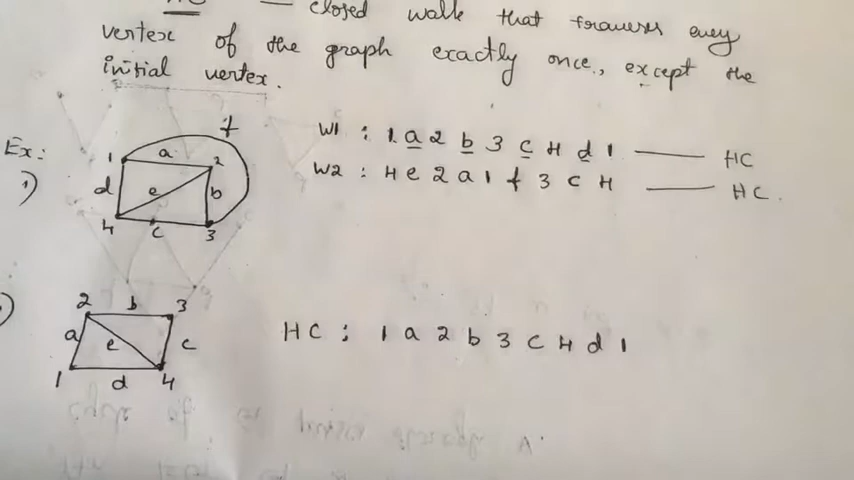 HC — closed walk that traverses every
vertex of the graph exactly once, except the
initial vertex.
Ex:
1)
1 a 2 f d e b 4 c 3
W1 : 1 a 2 b 3 c 4 d 1 — HC
W2 : 4 e 2 a 1 f 3 c 4 — HC.
2 b 3 a e c 1 d 4
HC : 1 a 2 b 3 c 4 d 1